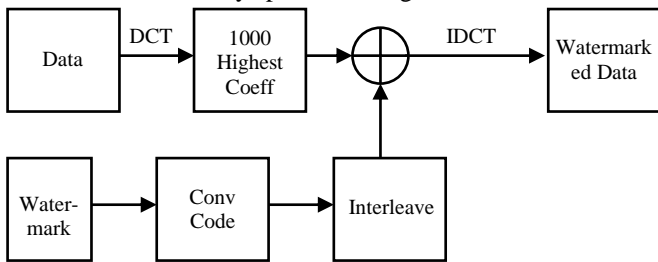 Data
DCT
1000
Highest
Coeff
IDCT
Watermark
ed Data
Water-
mark
Conv
Code
Interleave